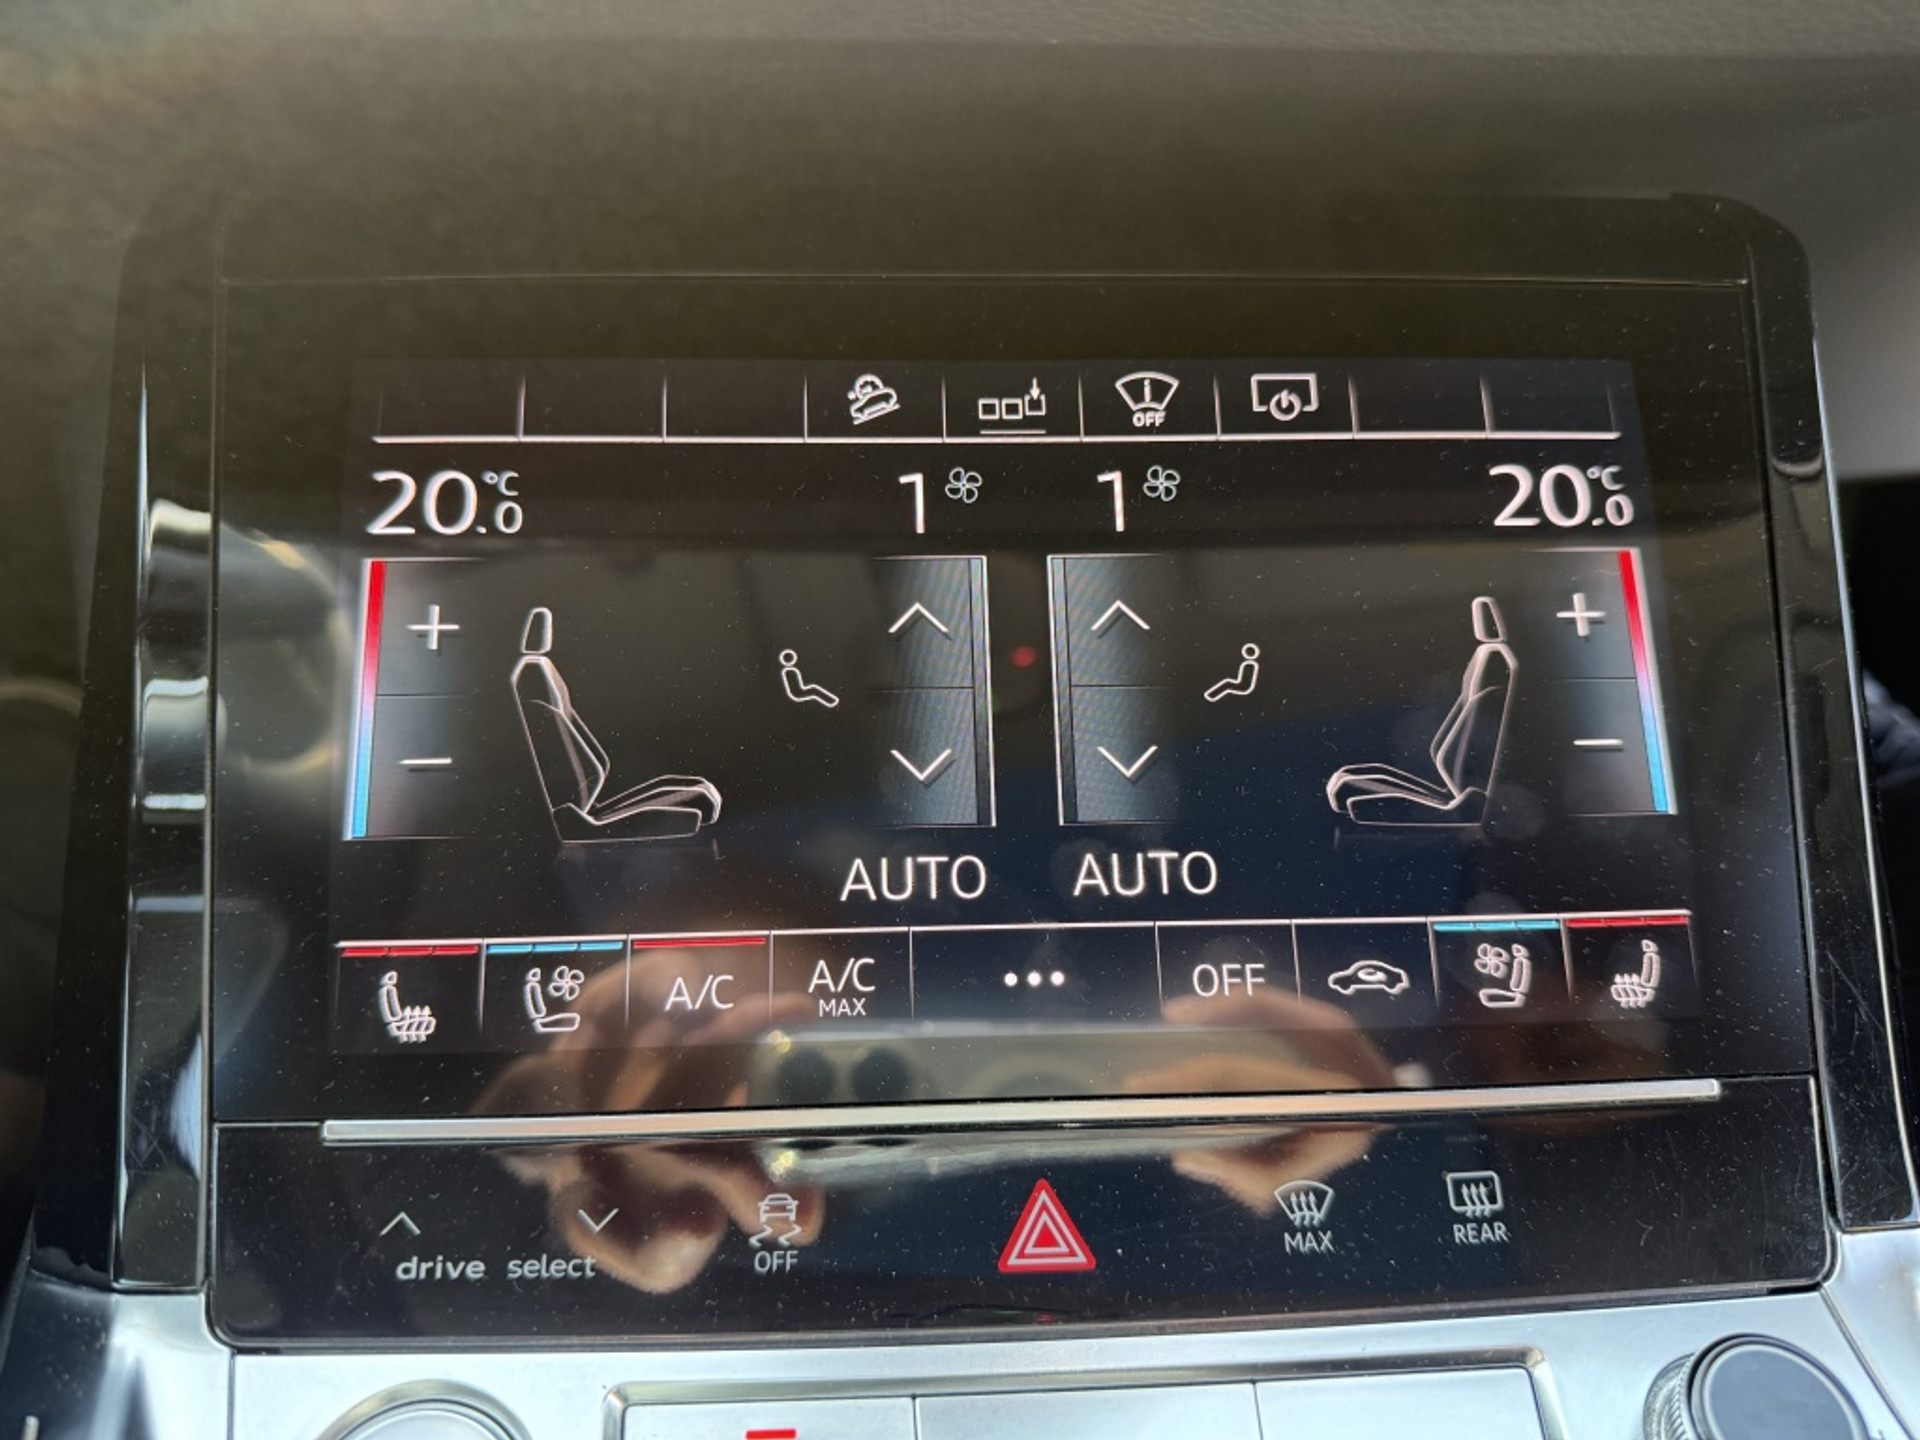 OFF
20.0 °C 1 1 20.0 °C
AUTO AUTO
A/C A/C MAX ••• OFF
drive select OFF MAX REAR